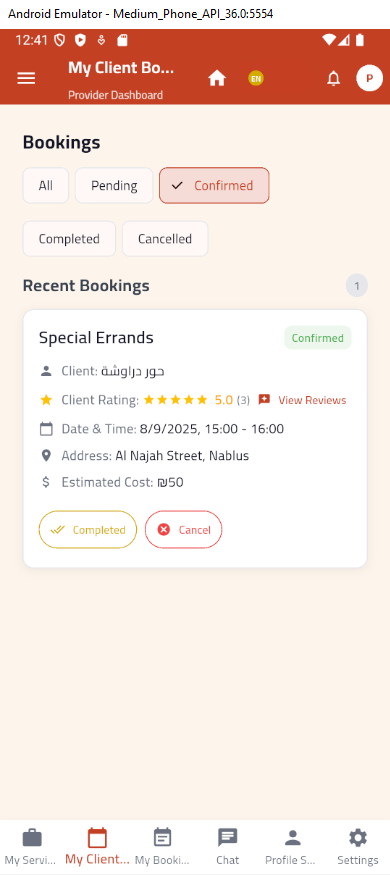 Android Emulator - Medium_Phone_API_36.0:5554
12:41
My Client Bo...
Provider Dashboard
EN
P
Bookings
All
Pending
Confirmed
Completed
Cancelled
Recent Bookings
1
Special Errands
Confirmed
Client: حور دراوشة
Client Rating: 5.0 (3) View Reviews
Date & Time: 8/9/2025, 15:00 - 16:00
Address: Al Najah Street, Nablus
Estimated Cost: ₪50
Completed
Cancel
My Servi...
My Client...
My Booki...
Chat
Profile S...
Settings